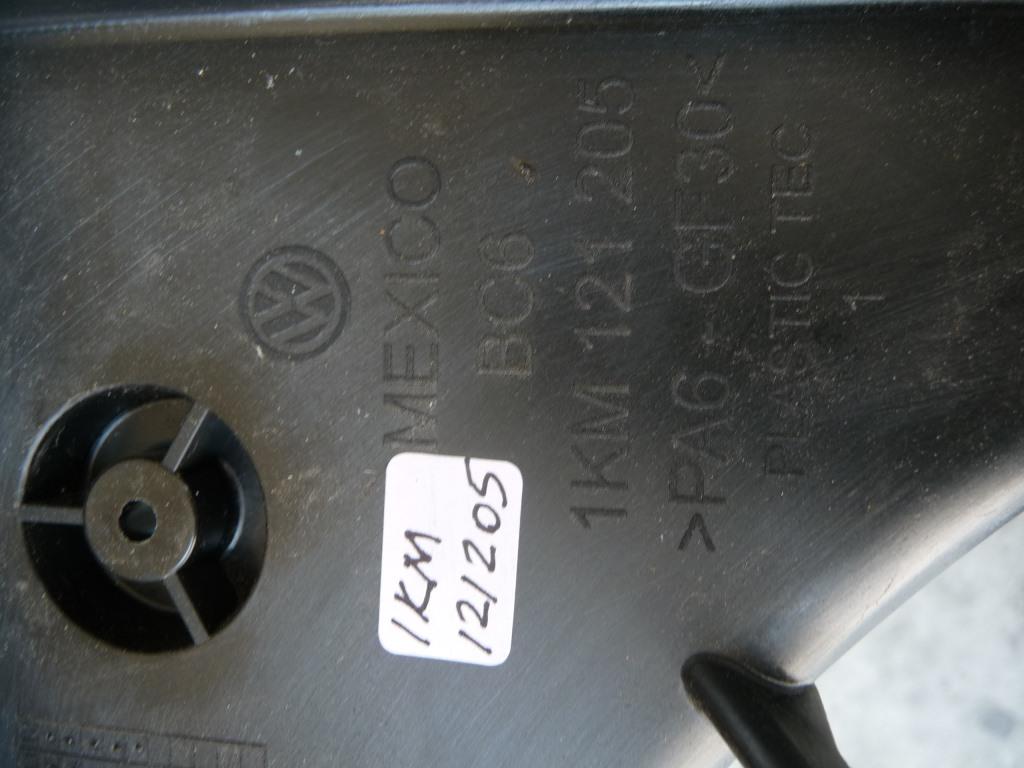 MEXICO
BC6
1KM 121 205
>PA6-GF30<
PLASTIC TEC
1
1KM
121205